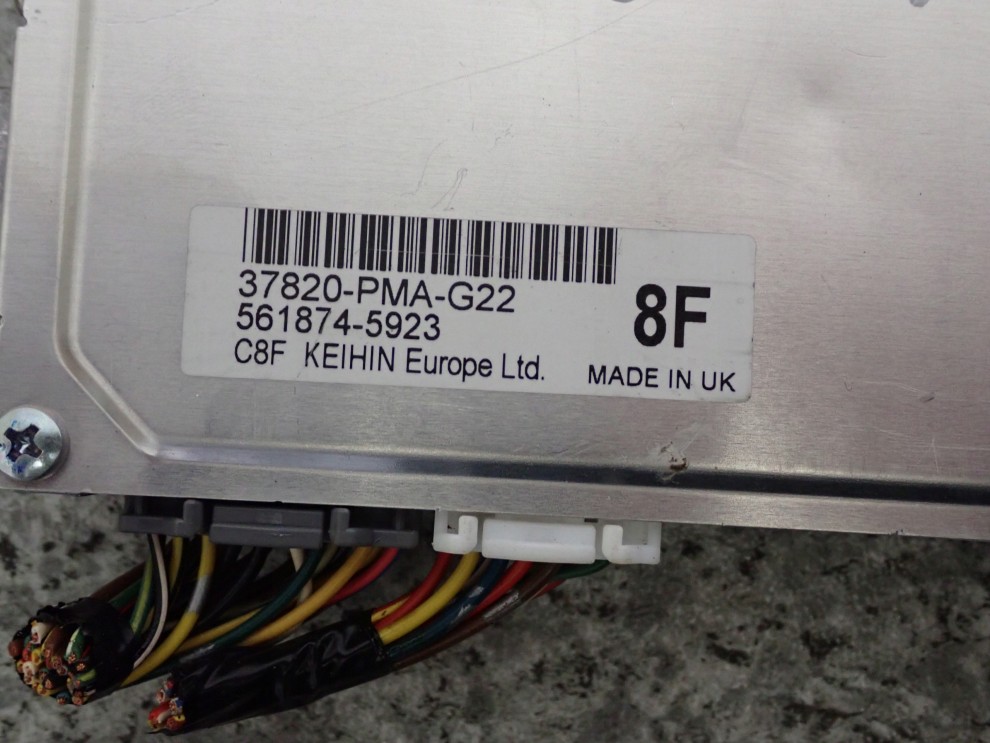 37820-PMA-G22
561874-5923
C8F KEIHIN Europe Ltd.
8F
MADE IN UK